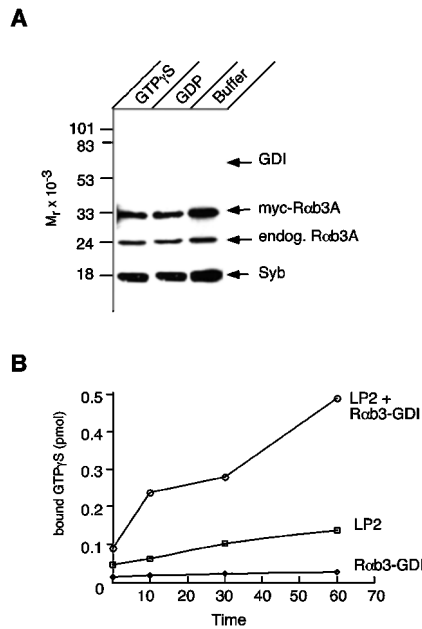 A
GTPγS GDP Buffer
101
83
53
33
24
18
Mr x 10-3
GDI
myc-Rab3A
endog. Rab3A
Syb
B
bound GTPγS (pmol)
0.5
0.4
0.3
0.2
0.1
0
10 20 30 40 50 60 70
Time
LP2 +
Rab3-GDI
LP2
Rab3-GDI